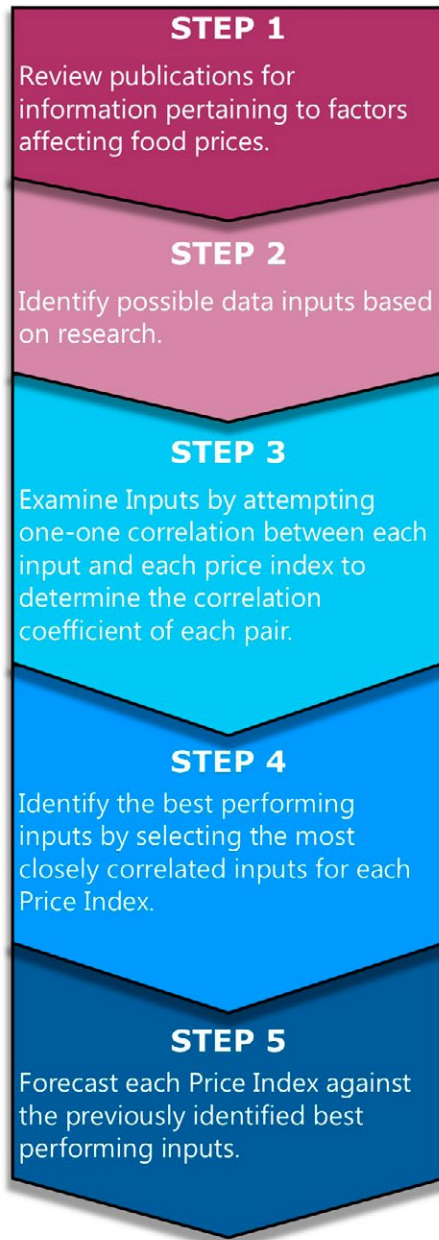 STEP 1
Review publications for
information pertaining to factors
affecting food prices.
STEP 2
Identify possible data inputs based
on research.
STEP 3
Examine Inputs by attempting
one-one correlation between each
input and each price index to
determine the correlation
coefficient of each pair.
STEP 4
Identify the best performing
inputs by selecting the most
closely correlated inputs for each
Price Index.
STEP 5
Forecast each Price Index against
the previously identified best
performing inputs.